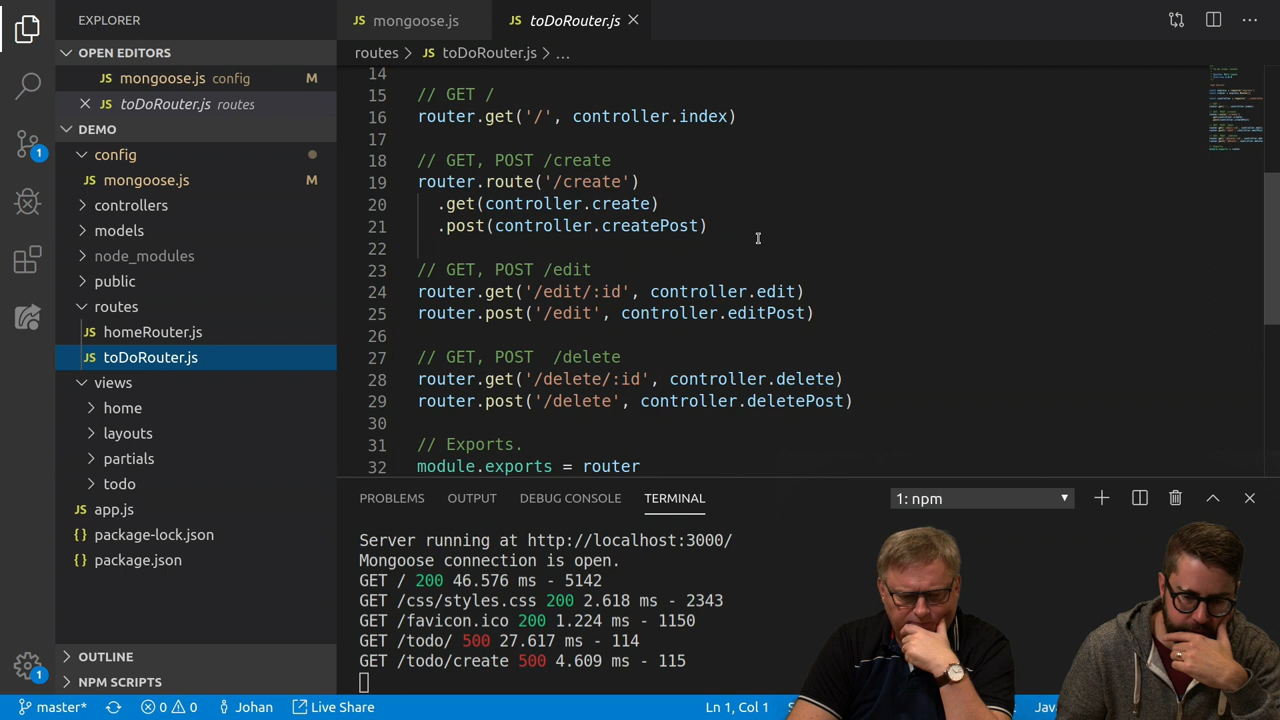 EXPLORER
OPEN EDITORS
JS mongoose.js config M
JS toDoRouter.js routes
DEMO
config
JS mongoose.js M
controllers
models
node_modules
public
routes
JS homeRouter.js
JS toDoRouter.js
views
home
layouts
partials
todo
JS app.js
{} package-lock.json
{} package.json
OUTLINE
NPM SCRIPTS
1
1
JS mongoose.js
JS toDoRouter.js
routes > JS toDoRouter.js > ...
14
15 // GET /
16 router.get('/', controller.index)
17
18 // GET, POST /create
19 router.route('/create')
20 .get(controller.create)
21 .post(controller.createPost)
22
23 // GET, POST /edit
24 router.get('/edit/:id', controller.edit)
25 router.post('/edit', controller.editPost)
26
27 // GET, POST  /delete
28 router.get('/delete/:id', controller.delete)
29 router.post('/delete', controller.deletePost)
30
31 // Exports.
32 module.exports = router
PROBLEMS OUTPUT DEBUG CONSOLE TERMINAL 1: npm
Server running at http://localhost:3000/
Mongoose connection is open.
GET / 200 46.576 ms - 5142
GET /css/styles.css 200 2.618 ms - 2343
GET /favicon.ico 200 1.224 ms - 1150
GET /todo/ 500 27.617 ms - 114
GET /todo/create 500 4.609 ms - 115
master* 0 0 Johan Live Share Ln 1, Col 1